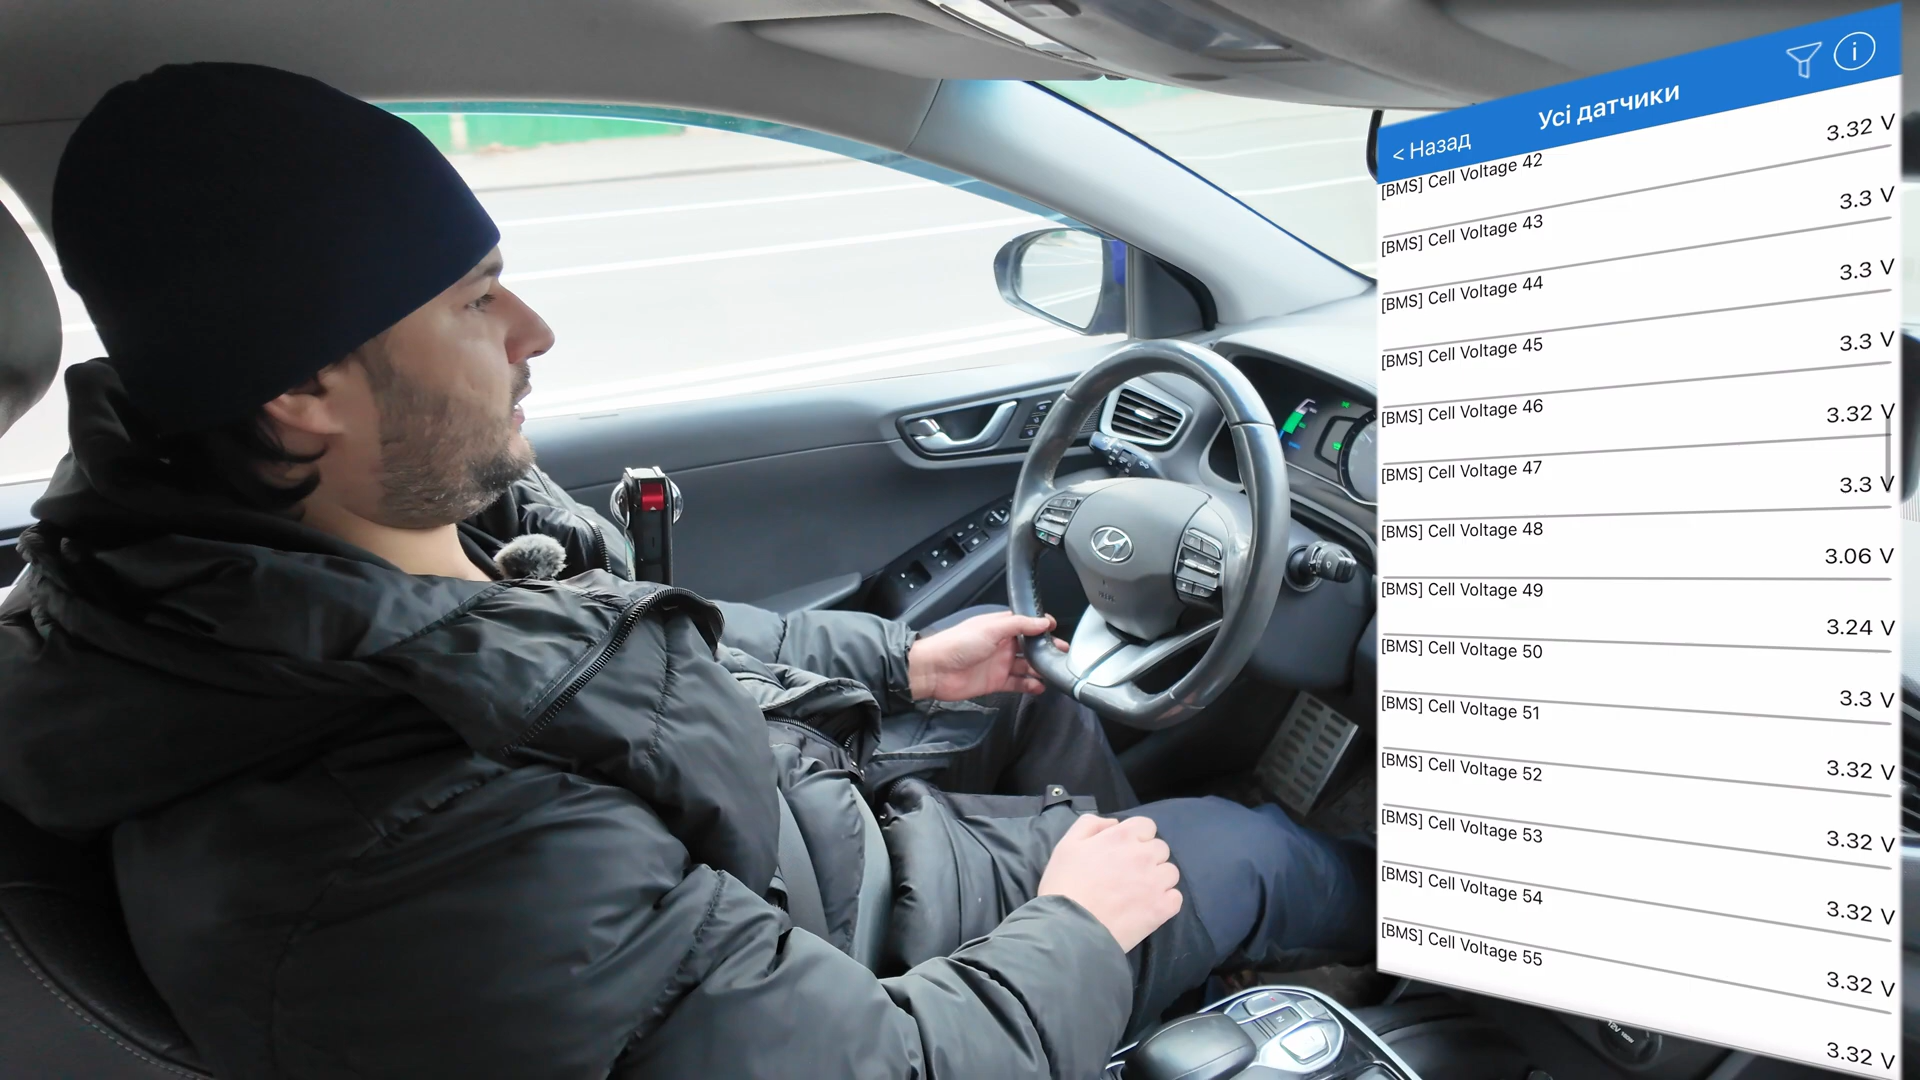 < Назад
Усі датчики
[BMS] Cell Voltage 42 3.32 V
[BMS] Cell Voltage 43 3.3 V
[BMS] Cell Voltage 44 3.3 V
[BMS] Cell Voltage 45 3.3 V
[BMS] Cell Voltage 46 3.32 V
[BMS] Cell Voltage 47 3.3 V
[BMS] Cell Voltage 48 3.06 V
[BMS] Cell Voltage 49 3.24 V
[BMS] Cell Voltage 50 3.3 V
[BMS] Cell Voltage 51 3.32 V
[BMS] Cell Voltage 52 3.32 V
[BMS] Cell Voltage 53 3.32 V
[BMS] Cell Voltage 54 3.32 V
[BMS] Cell Voltage 55 3.32 V